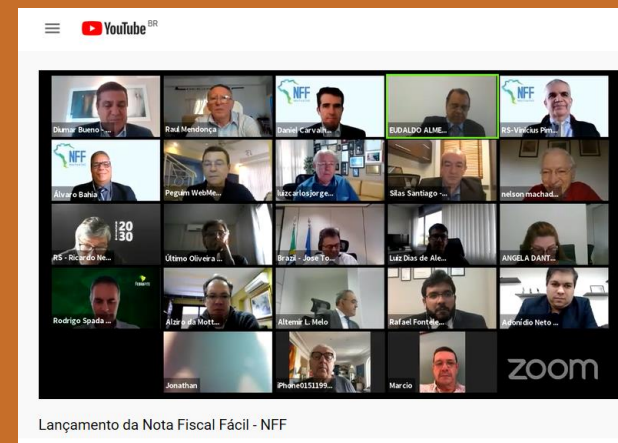 YouTube BR
NFF
NFF
Diumar Bueno - ...
Raul Mendonça
Daniel Carvalh...
EUDALDO ALME...
RS-Vinícius Pim...
NFF
Álvaro Bahia
Peguim WebMe...
luizcarlosjorge...
Silas Santiago -...
nelson machad...
20
30
RS - Ricardo Ne...
Último Oliveira ...
Brazil - Jose To...
Luiz Dias de Ale...
ANGELA DANT...
Rodrigo Spada ...
Alziro da Mott...
Altemir L. Melo
Rafael Fontele...
Adonidio Neto ...
Jonathan
iPhone0151199...
Marcio
zoom
Lançamento da Nota Fiscal Fácil - NFF